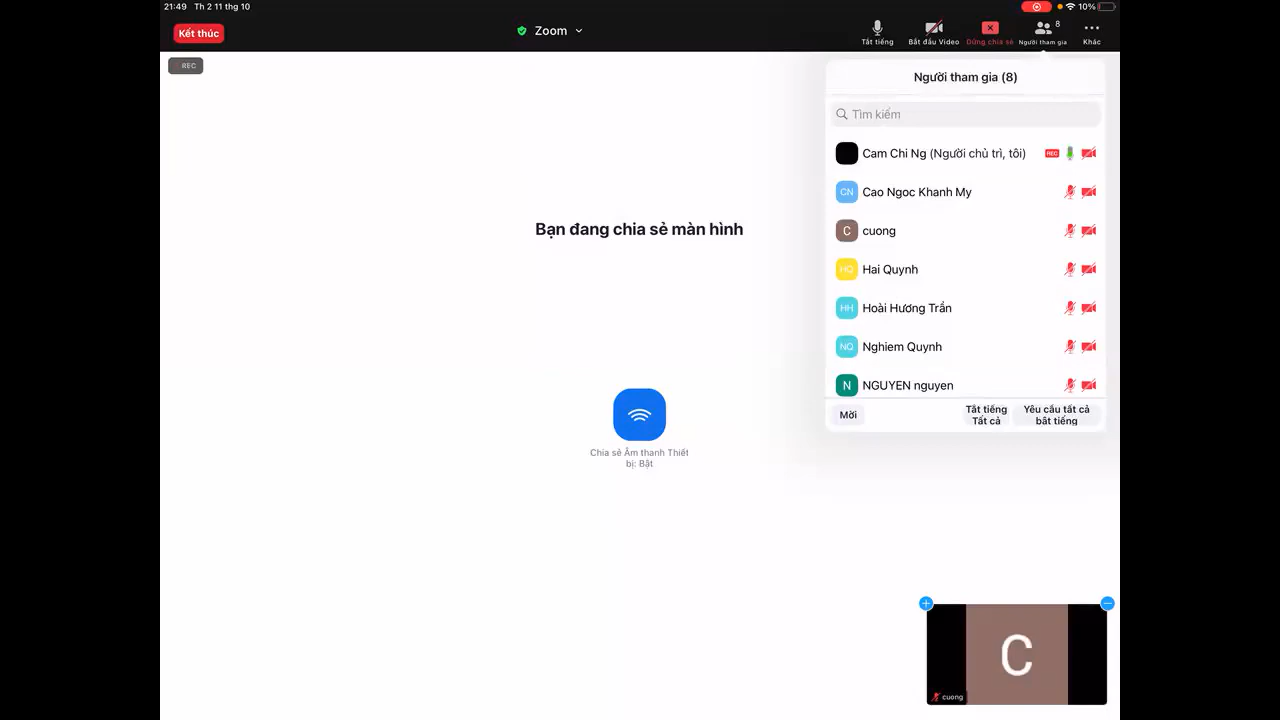 21:49 Th 2 11 thg 10
10%
Kết thúc
Zoom
8
Tắt tiếng
Bắt đầu Video
Dừng chia sẻ
Người tham gia
Khác
REC
Người tham gia (8)
Tìm kiếm
Cam Chi Ng (Người chủ trì, tôi)
REC
CN Cao Ngoc Khanh My
C cuong
HQ Hai Quynh
HH Hoài Hương Trần
NQ Nghiem Quynh
N NGUYEN nguyen
Mời
Tắt tiếng
Tất cả
Yêu cầu tất cả
bật tiếng
Bạn đang chia sẻ màn hình
Chia sẻ Âm thanh Thiết
bị: Bật
C
cuong